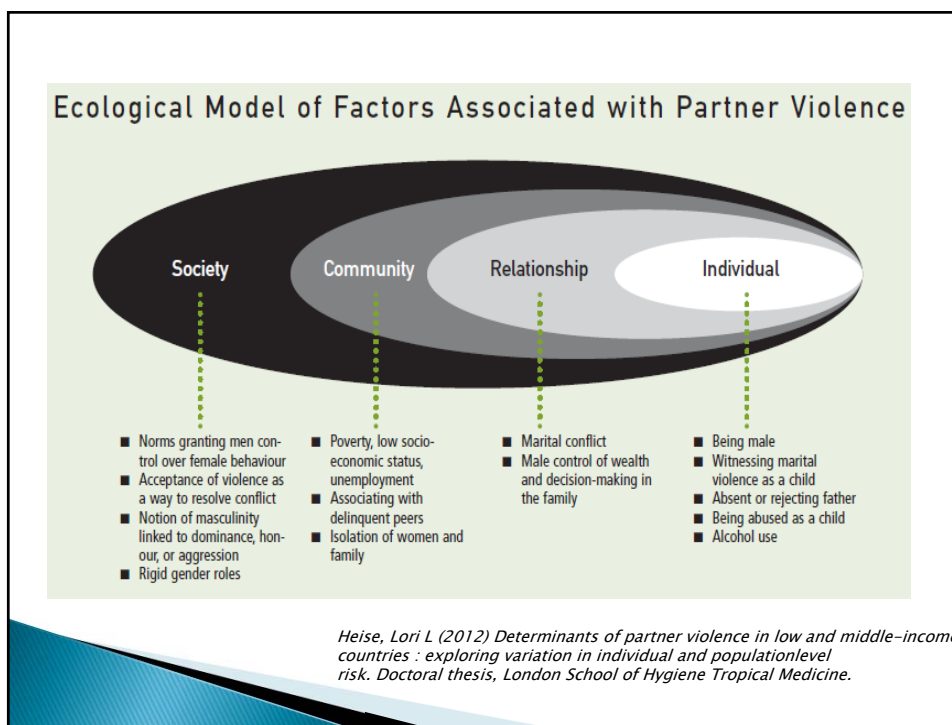 Ecological Model of Factors Associated with Partner Violence
Society
Community
Relationship
Individual
■ Norms granting men con-
trol over female behaviour
■ Acceptance of violence as
a way to resolve conflict
■ Notion of masculinity
linked to dominance, hon-
our, or aggression
■ Rigid gender roles
■ Poverty, low socio-
economic status,
unemployment
■ Associating with
delinquent peers
■ Isolation of women and
family
■ Marital conflict
■ Male control of wealth
and decision-making in
the family
■ Being male
■ Witnessing marital
violence as a child
■ Absent or rejecting father
■ Being abused as a child
■ Alcohol use
Heise, Lori L (2012) Determinants of partner violence in low and middle-income
countries : exploring variation in individual and populationlevel
risk. Doctoral thesis, London School of Hygiene Tropical Medicine.